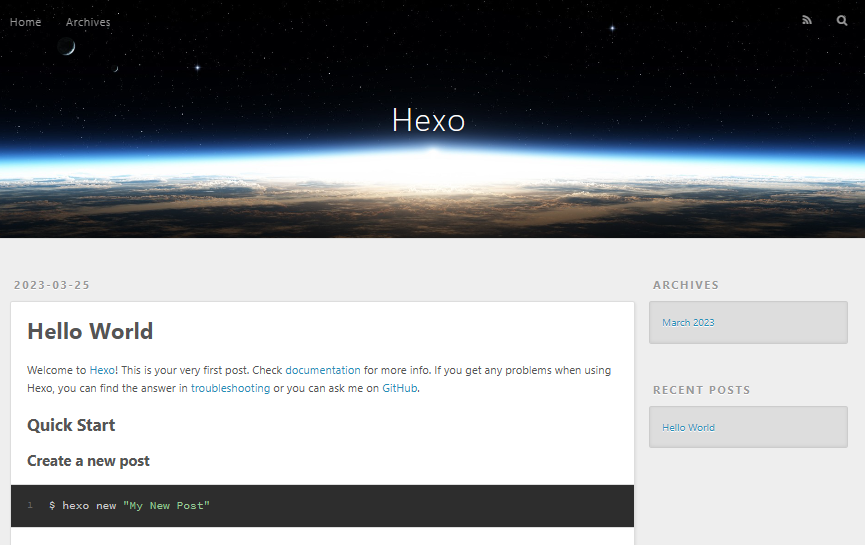 Home Archives
Hexo
2023-03-25
Hello World
Welcome to Hexo! This is your very first post. Check documentation for more info. If you get any problems when using
Hexo, you can find the answer in troubleshooting or you can ask me on GitHub.
Quick Start
Create a new post
1 $ hexo new "My New Post"
ARCHIVES
March 2023
RECENT POSTS
Hello World